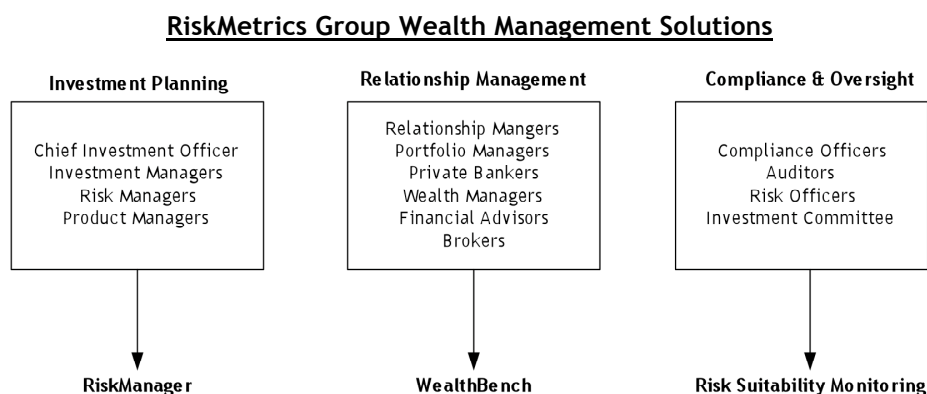 RiskMetrics Group Wealth Management Solutions
Investment Planning
Chief Investment Officer
Investment Managers
Risk Managers
Product Managers
RiskManager
Relationship Management
Relationship Mangers
Portfolio Managers
Private Bankers
Wealth Managers
Financial Advisors
Brokers
WealthBench
Compliance & Oversight
Compliance Officers
Auditors
Risk Officers
Investment Committee
Risk Suitability Monitoring